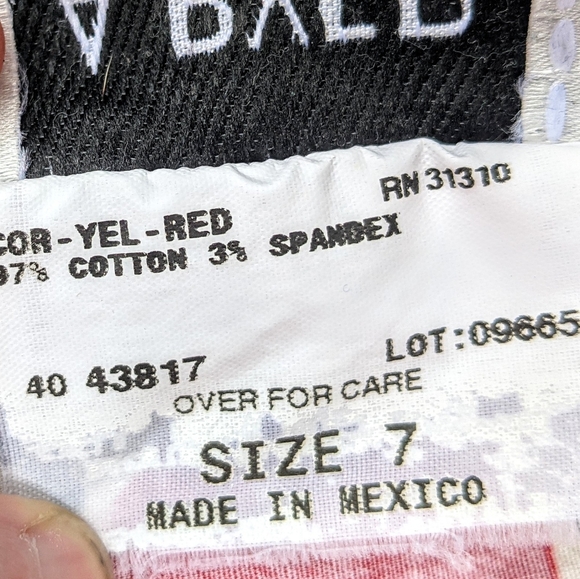 RN 31310
COR-YEL-RED
97% COTTON 3% SPANDEX
LOT:09665
40 43817
OVER FOR CARE
SIZE 7
MADE IN MEXICO